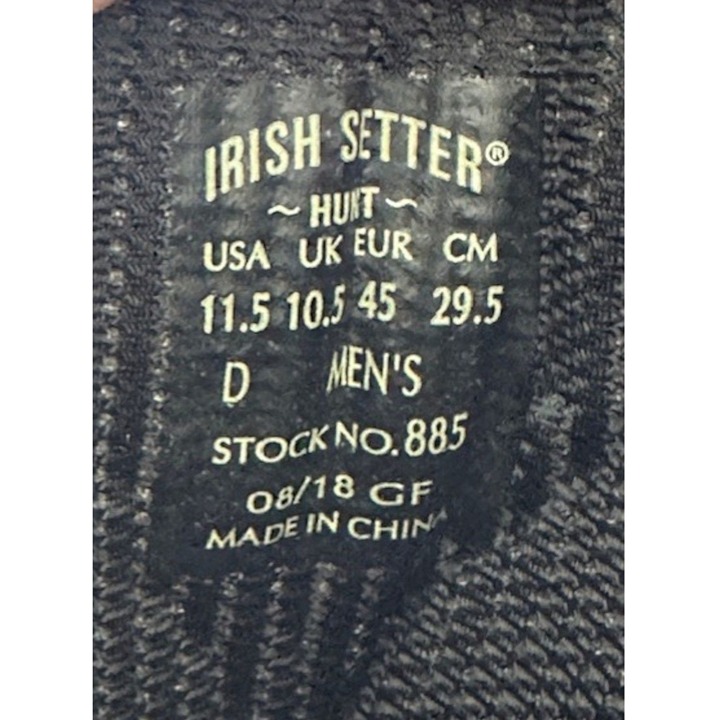 IRISH SETTER®
~ HUNT ~
USA UK EUR CM
11.5 10.5 45 29.5
D MEN'S
STOCK NO. 885
08/18 GF
MADE IN CHINA